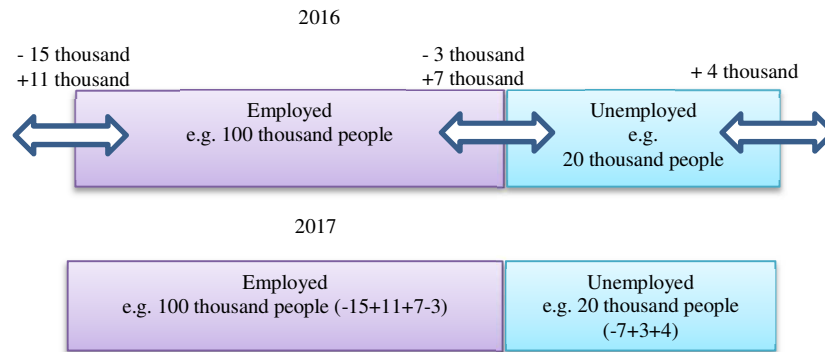 2016
- 15 thousand
+11 thousand
- 3 thousand
+7 thousand
+ 4 thousand
Employed
e.g. 100 thousand people
Unemployed
e.g.
20 thousand people
2017
Employed
e.g. 100 thousand people (-15+11+7-3)
Unemployed
e.g. 20 thousand people
(-7+3+4)